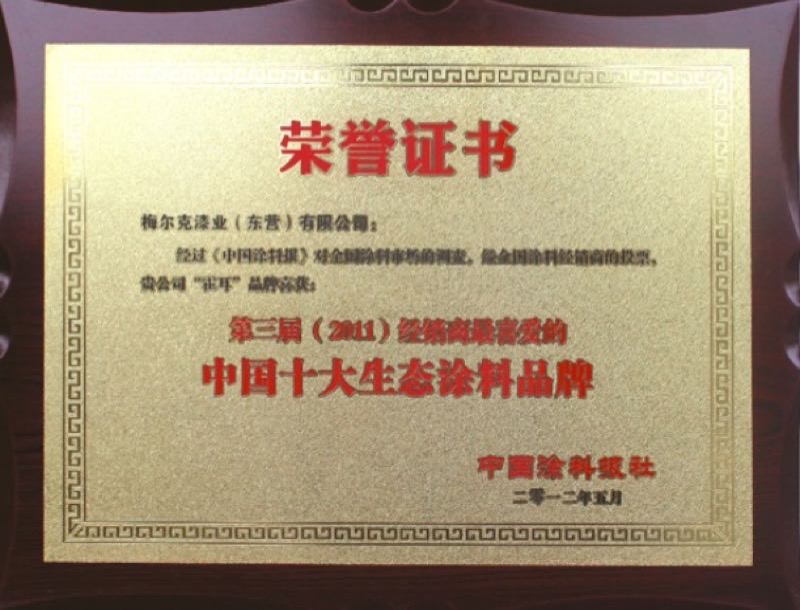 荣誉证书
梅尔克漆业（东营）有限公司：
经过《中国涂料报》对全国涂料市场的调查，经全国涂料经销商的投票，
贵公司“正耳”品牌喜获：
第三届（2011）经销商最喜爱的
中国十大生态涂料品牌
中国涂料报社
二零一二年五月